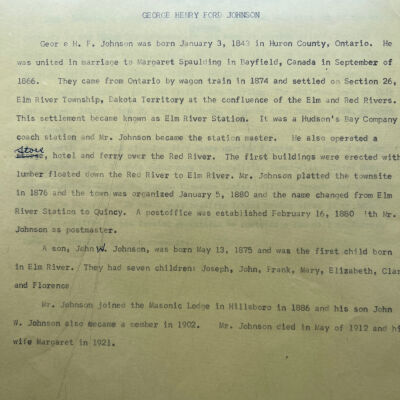 GEORGE HENRY FORD JOHNSON
George H. F. Johnson was born January 3, 1843 in Huron County, Ontario. He
was united in marriage to Margaret Spaulding in Bayfield, Canada in September of
1866. They came from Ontario by wagon train in 1874 and settled on Section 26,
Elm River Township, Dakota Territory at the confluence of the Elm and Red Rivers.
This settlement became known as Elm River Station. It was a Hudson's Bay Company
coach station and Mr. Johnson became the station master. He also operated a
store
hotel and ferry over the Red River. The first buildings were erected with
lumber floated down the Red River to Elm River. Mr. Johnson platted the townsite
in 1876 and the town was organized January 5, 1880 and the name changed from Elm
River Station to Quincy. A postoffice was established February 16, 1880 ith Mr.
Johnson as postmaster.
A son, John W. Johnson, was born May 13, 1875 and was the first child born
in Elm River. They had seven children: Joseph, John, Frank, Mary, Elizabeth, Clar
and Florence
Mr. Johnson joined the Masonic Lodge in Hillsboro in 1886 and his son John
W. Johnson also became a member in 1902. Mr. Johnson died in May of 1912 and hi
wife Margaret in 1921.